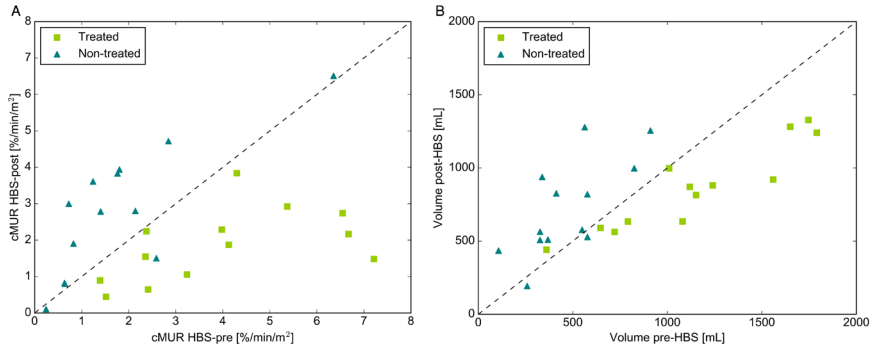 A
8
7
6
5
4
3
2
1
0
cMUR HBS-post [%/min/m²]
Treated
Non-treated
0 1 2 3 4 5 6 7 8
cMUR HBS-pre [%/min/m²]
B
2000
1500
1000
500
0
Volume post-HBS [mL]
Treated
Non-treated
0 500 1000 1500 2000
Volume pre-HBS [mL]